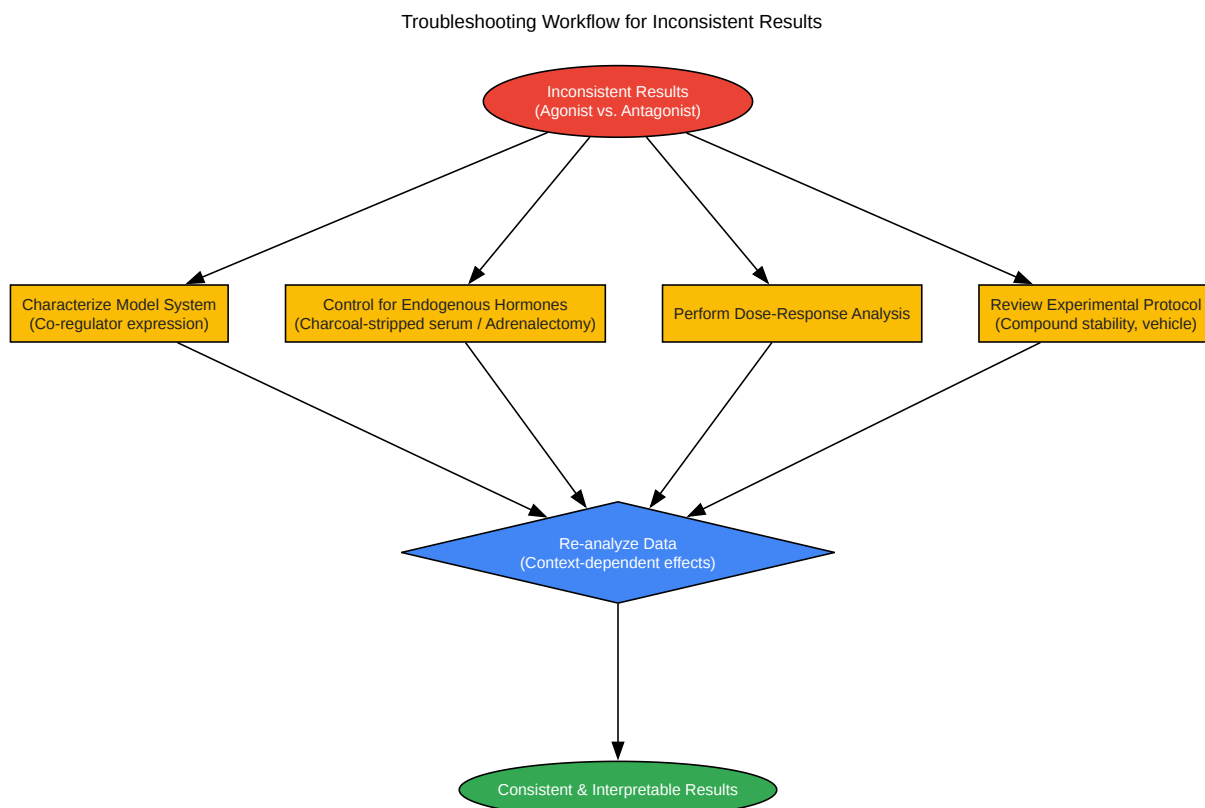 Troubleshooting Workflow for Inconsistent Results
Inconsistent Results
(Agonist vs. Antagonist)
Characterize Model System
(Co-regulator expression)
Control for Endogenous Hormones
(Charcoal-stripped serum / Adrenalectomy)
Perform Dose-Response Analysis
Review Experimental Protocol
(Compound stability, vehicle)
Re-analyze Data
(Context-dependent effects)
Consistent & Interpretable Results